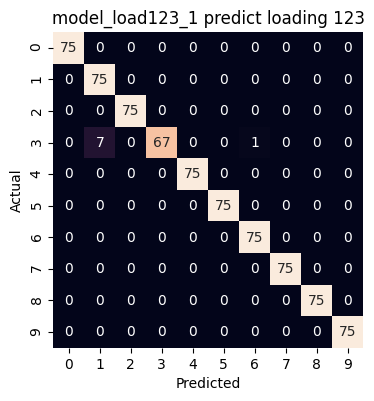 model_load123_1 predict loading 123
0 75 0 0 0 0 0 0 0 0 0
1 0 75 0 0 0 0 0 0 0 0
2 0 0 75 0 0 0 0 0 0 0
3 0 7 0 67 0 0 1 0 0 0
4 0 0 0 0 75 0 0 0 0 0
5 0 0 0 0 0 75 0 0 0 0
6 0 0 0 0 0 0 75 0 0 0
7 0 0 0 0 0 0 0 75 0 0
8 0 0 0 0 0 0 0 0 75 0
9 0 0 0 0 0 0 0 0 0 75
Actual
0 1 2 3 4 5 6 7 8 9
Predicted